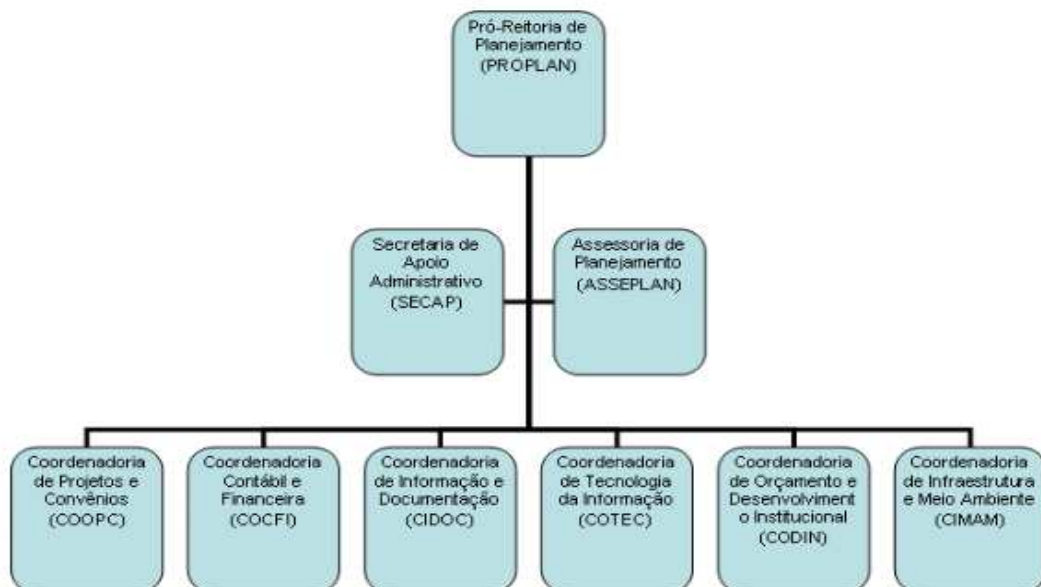 Pró-Reitoria de
Planejamento
(PROPLAN)
Secretaria de
Apoio
Administrativo
(SECAP)
Assessoria de
Planejamento
(ASSEPLAN)
Coordenadoria
de Projetos e
Convênios
(COOPC)
Coordenadoria
Contábil e
Financeira
(COCFI)
Coordenadoria
de Informação e
Documentação
(CIDOC)
Coordenadoria
de Tecnologia
da Informação
(COTEC)
Coordenadoria
de Orçamento e
Desenvolviment
o Institucional
(CODIN)
Coordenadoria
de Infraestrutura
e Meio Ambiente
(CIMAM)